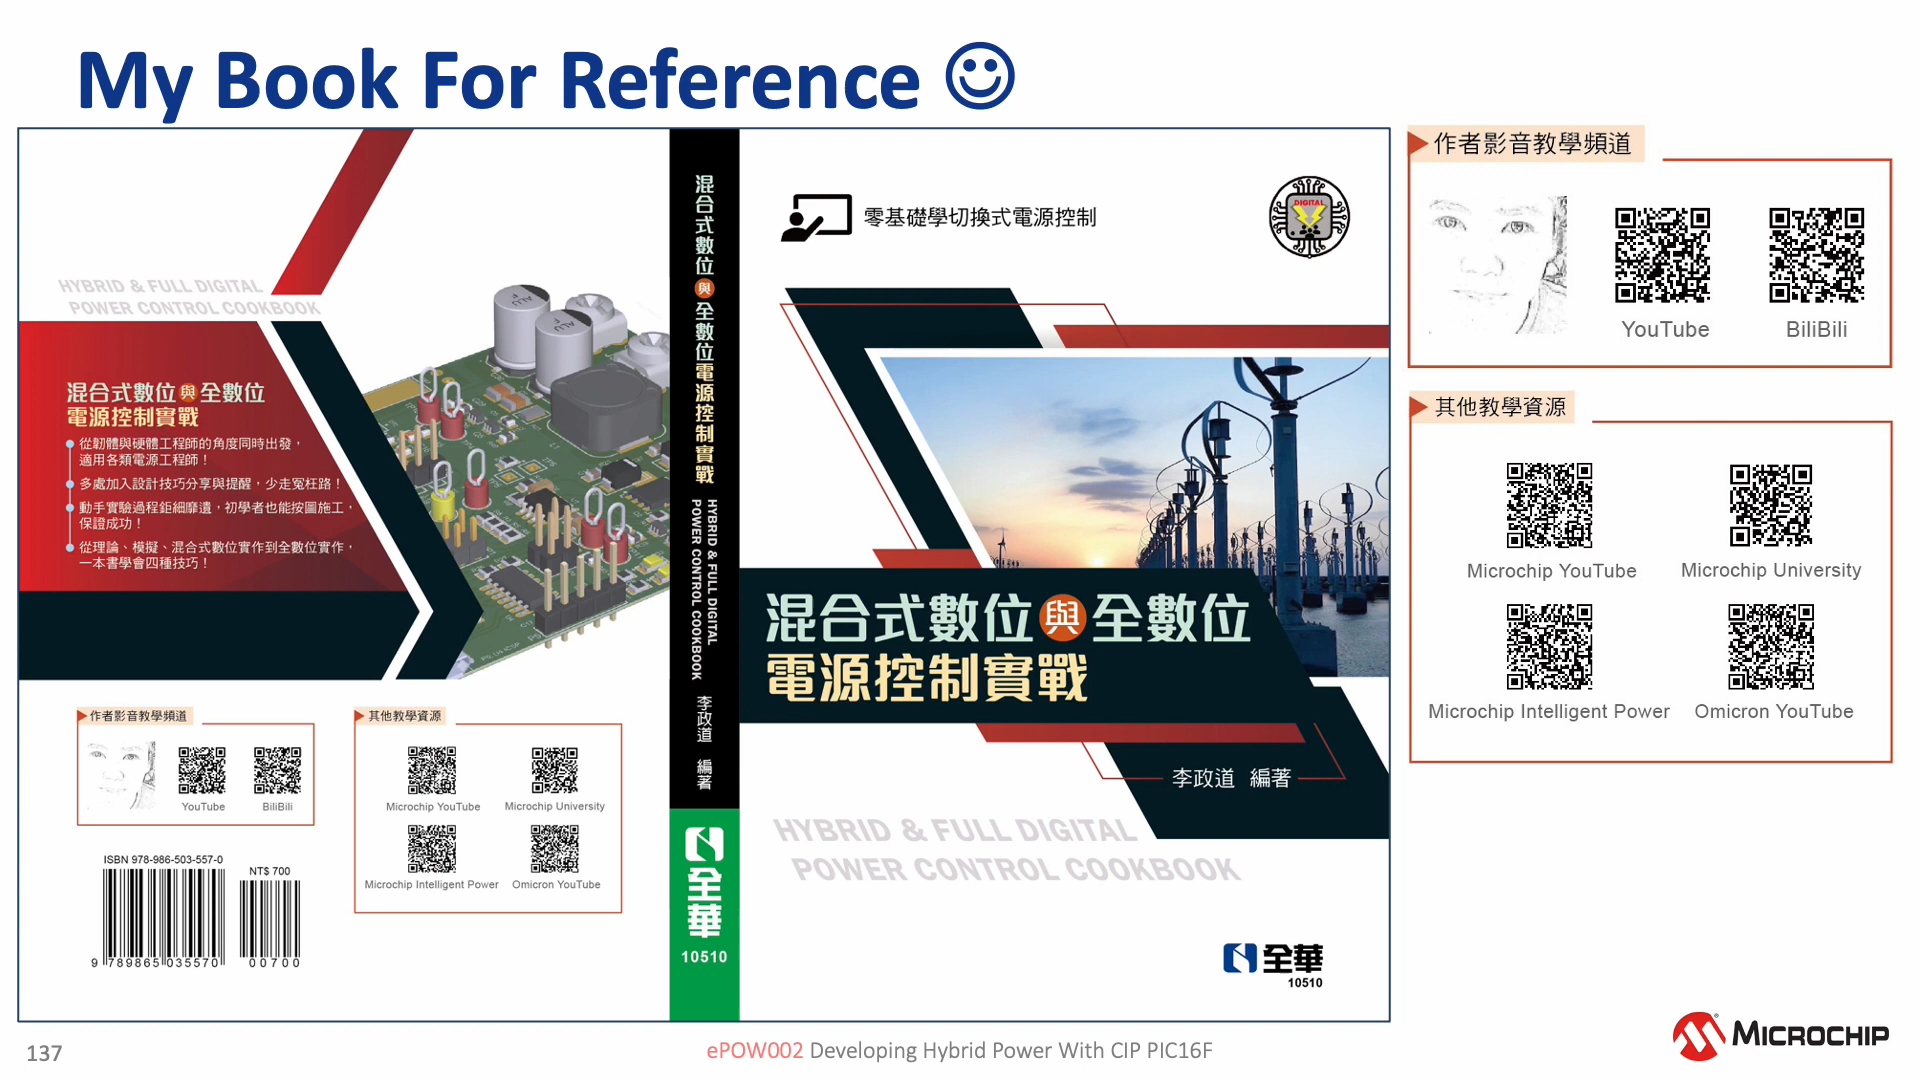 My Book For Reference
HYBRID & FULL DIGITAL
POWER CONTROL COOKBOOK
混合式數位與全數位
電源控制實戰
從韌體與硬體工程師的角度同時出發，
適用各類電源工程師！
多處加入設計技巧分享與提醒，少走冤枉路！
動手實驗過程鉅細靡遺，初學者也能按圖施工，
保證成功！
從理論、模擬、混合式數位實作到全數位實作，
一本書學會四種技巧！
作者影音教學頻道
YouTube
BiliBili
其他教學資源
Microchip YouTube
Microchip University
Microchip Intelligent Power
Omicron YouTube
ISBN 978-986-503-557-0
NT$ 700
9 789865 035570
00700
混合式數位與全數位電源控制實戰
HYBRID & FULL DIGITAL
POWER CONTROL COOKBOOK
李政道 編著
全華
10510
零基礎學切換式電源控制
DIGITAL
混合式數位與全數位
電源控制實戰
李政道 編著
HYBRID & FULL DIGITAL
POWER CONTROL COOKBOOK
全華
10510
作者影音教學頻道
YouTube
BiliBili
其他教學資源
Microchip YouTube
Microchip University
Microchip Intelligent Power
Omicron YouTube
137
ePOW002 Developing Hybrid Power With CIP PIC16F
MICROCHIP